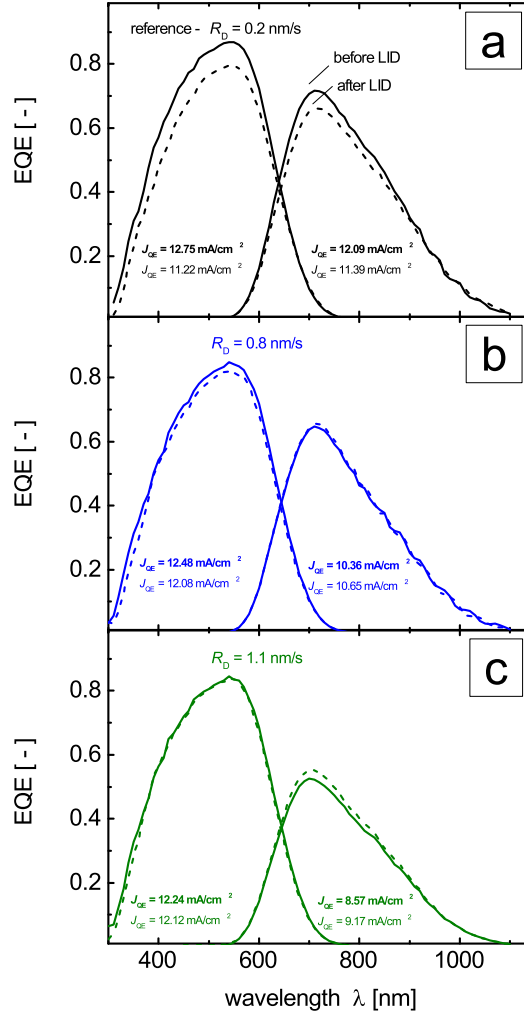 reference - R_D = 0.2 nm/s
a
before LID
after LID
EQE [ - ]
0.8
0.6
0.4
0.2
J_QE = 12.75 mA/cm ²
J_QE = 11.22 mA/cm ²
J_QE = 12.09 mA/cm ²
J_QE = 11.39 mA/cm ²
R_D = 0.8 nm/s
b
EQE [ - ]
0.8
0.6
0.4
0.2
J_QE = 12.48 mA/cm ²
J_QE = 12.08 mA/cm ²
J_QE = 10.36 mA/cm ²
J_QE = 10.65 mA/cm ²
R_D = 1.1 nm/s
c
EQE [ - ]
0.8
0.6
0.4
0.2
J_QE = 12.24 mA/cm ²
J_QE = 12.12 mA/cm ²
J_QE = 8.57 mA/cm ²
J_QE = 9.17 mA/cm ²
400 600 800 1000
wavelength λ [nm]